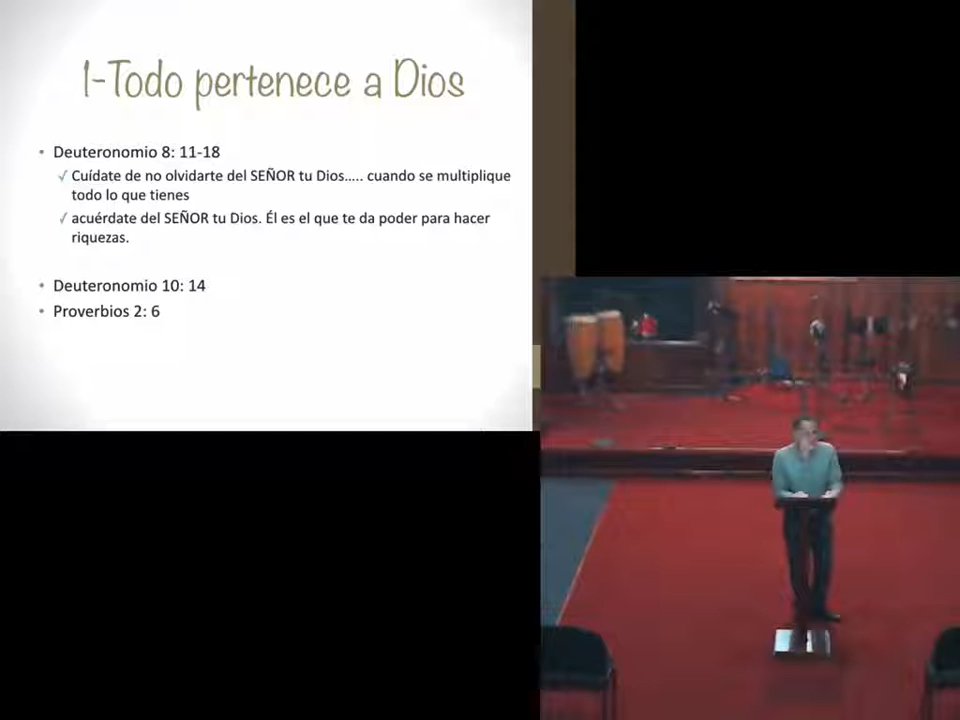 1-Todo pertenece a Dios
• Deuteronomio 8: 11-18
✓ Cuídate de no olvidarte del SEÑOR tu Dios..... cuando se multiplique
todo lo que tienes
✓ acuérdate del SEÑOR tu Dios. Él es el que te da poder para hacer
riquezas.
• Deuteronomio 10: 14
• Proverbios 2: 6